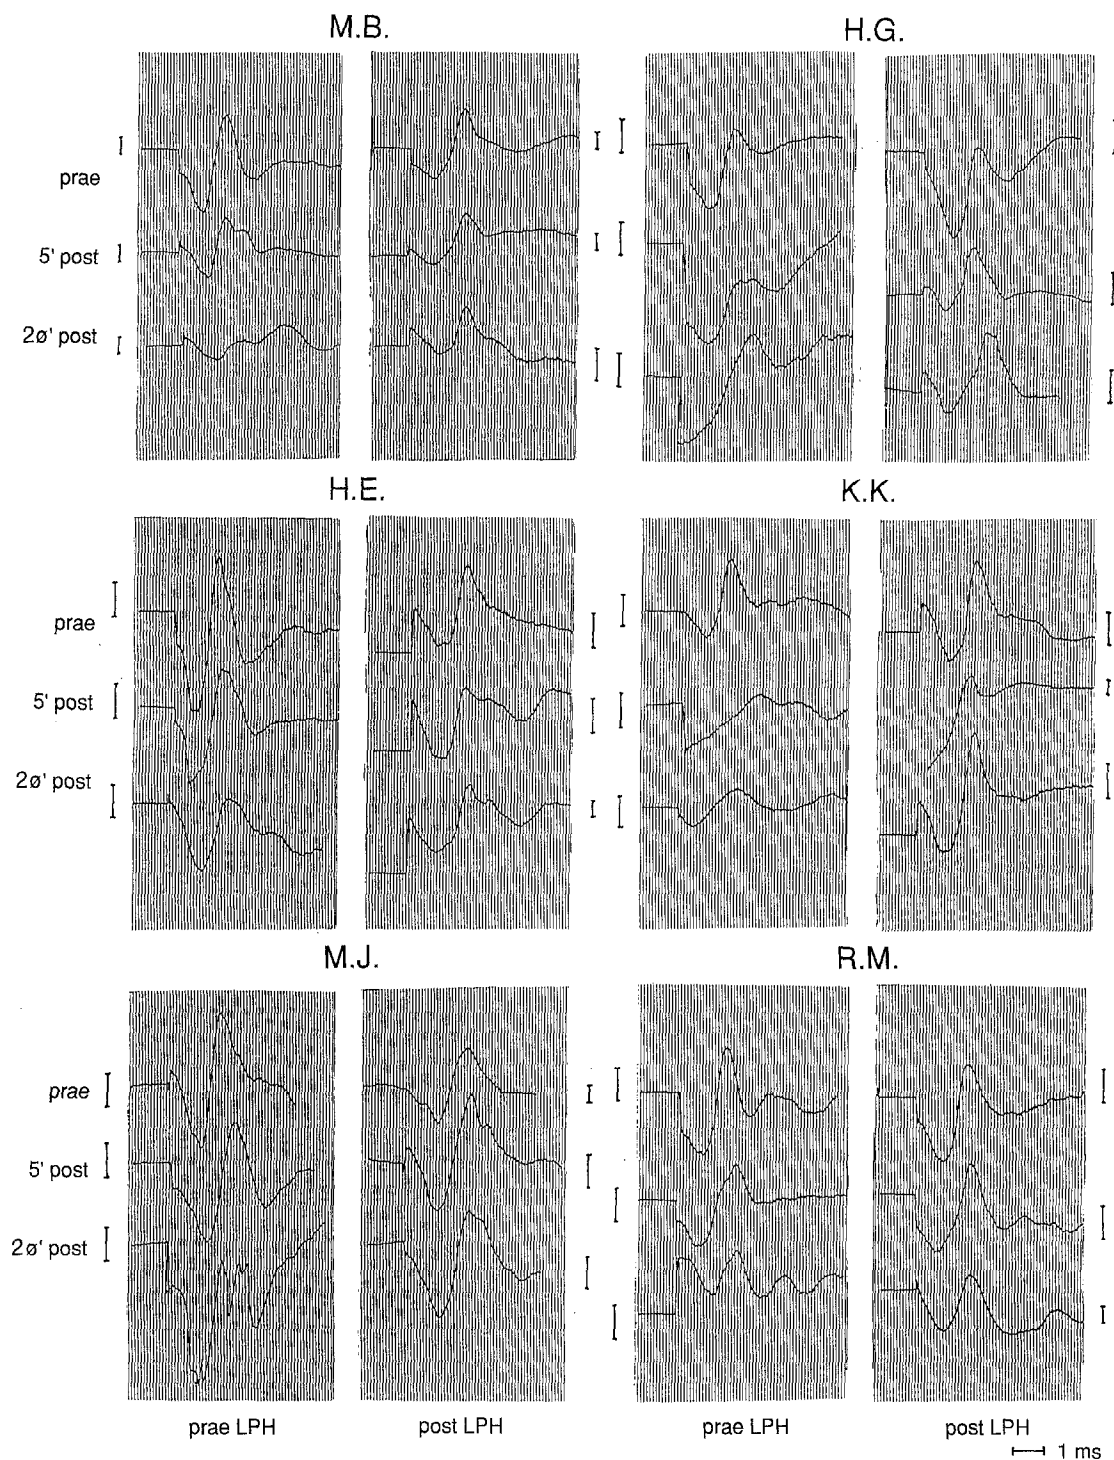 M.B.
H.G.
prae
5' post
2ø' post
H.E.
K.K.
prae
5' post
2ø' post
M.J.
R.M.
prae
5' post
2ø' post
prae LPH
post LPH
prae LPH
post LPH
1 ms